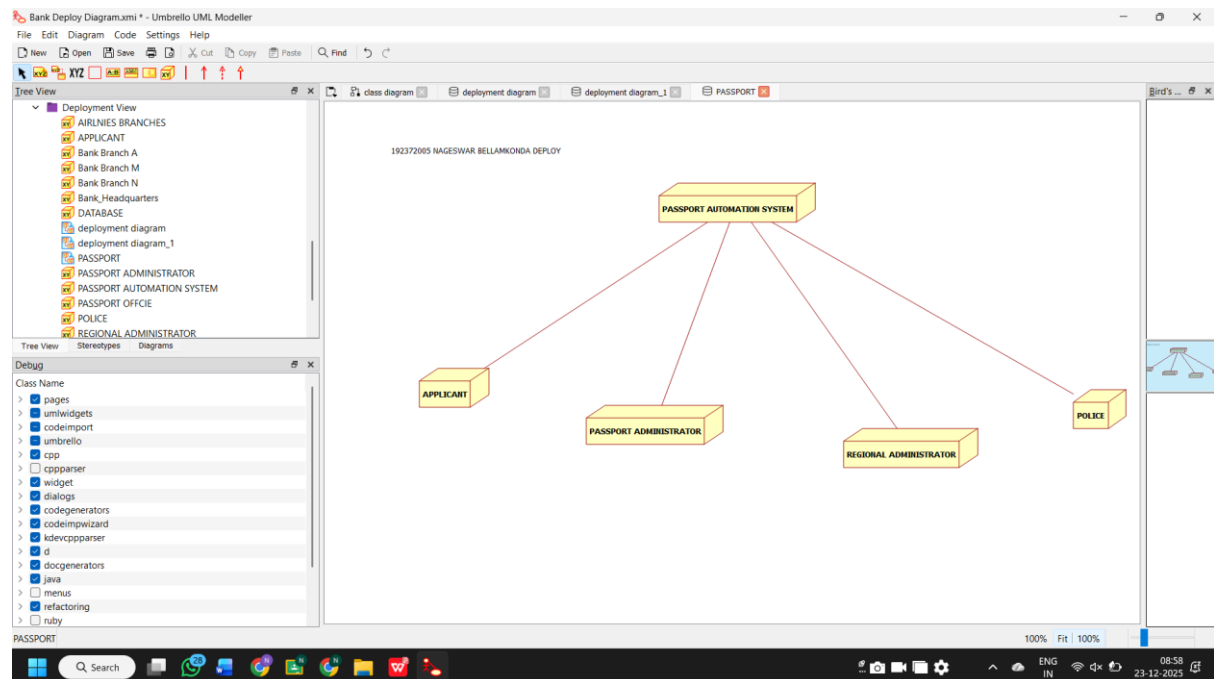 Bank Deploy Diagram.xmi * - Umbrello UML Modeller
File Edit Diagram Code Settings Help
New Open Save Cut Copy Paste Find
XYZ A:B
Tree View
Deployment View
AIRLNIES BRANCHES
APPLICANT
Bank Branch A
Bank Branch M
Bank Branch N
Bank_Headquarters
DATABASE
deployment diagram
deployment diagram_1
PASSPORT
PASSPORT ADMINISTRATOR
PASSPORT AUTOMATION SYSTEM
PASSPORT OFFCIE
POLICE
REGIONAL ADMINISTRATOR
Tree View Stereotypes Diagrams
Debug
Class Name
pages
umlwidgets
codeimport
umbrello
cpp
cppparser
widget
dialogs
codegenerators
codeimpwizard
kdevcppparser
d
docgenerators
java
menus
refactoring
ruby
class diagram deployment diagram deployment diagram_1 PASSPORT
192372005 NAGESWAR BELLAMKONDA DEPLOY
PASSPORT AUTOMATION SYSTEM
APPLICANT
PASSPORT ADMINISTRATOR
REGIONAL ADMINISTRATOR
POLICE
Bird's ...
PASSPORT
100% Fit 100%
Search
28
ENG
IN
08:58
23-12-2025